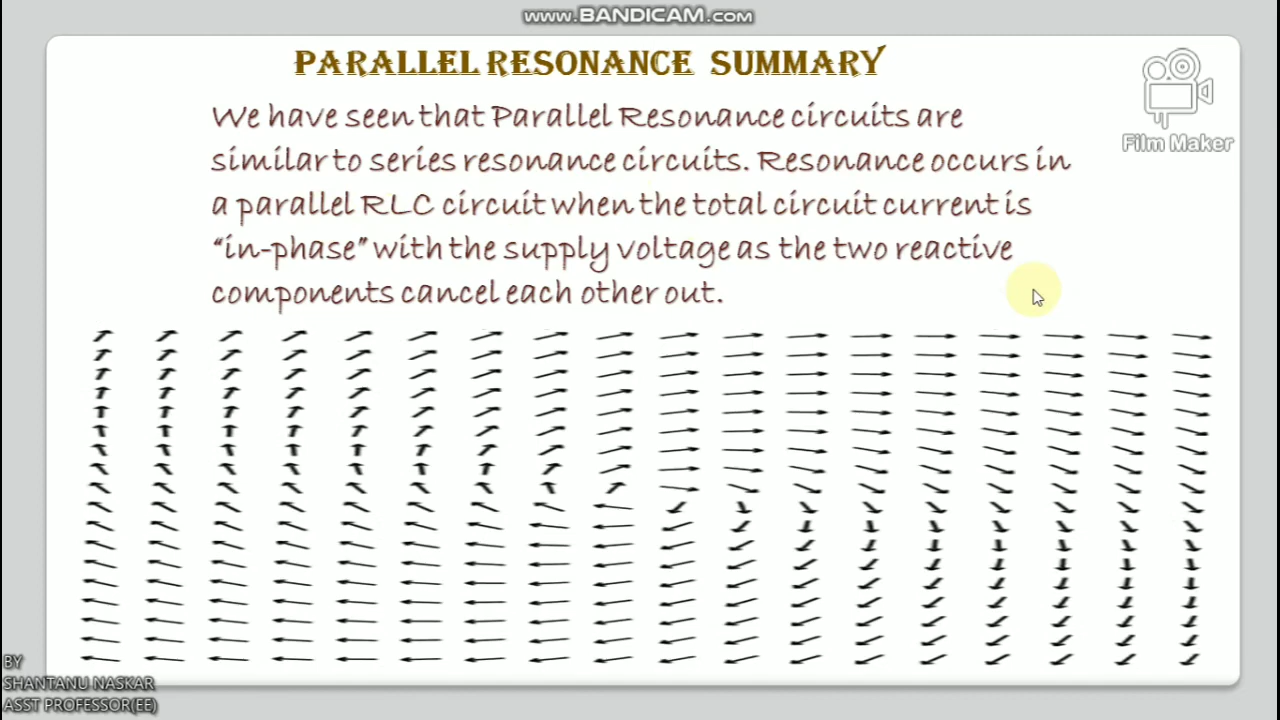 www.BANDICAM.com
PARALLEL RESONANCE SUMMARY
Film Maker
We have seen that Parallel Resonance circuits are
similar to series resonance circuits. Resonance occurs in
a parallel RLC circuit when the total circuit current is
“in-phase” with the supply voltage as the two reactive
components cancel each other out.
BY
SHANTANU NASKAR
ASST PROFESSOR(EE)